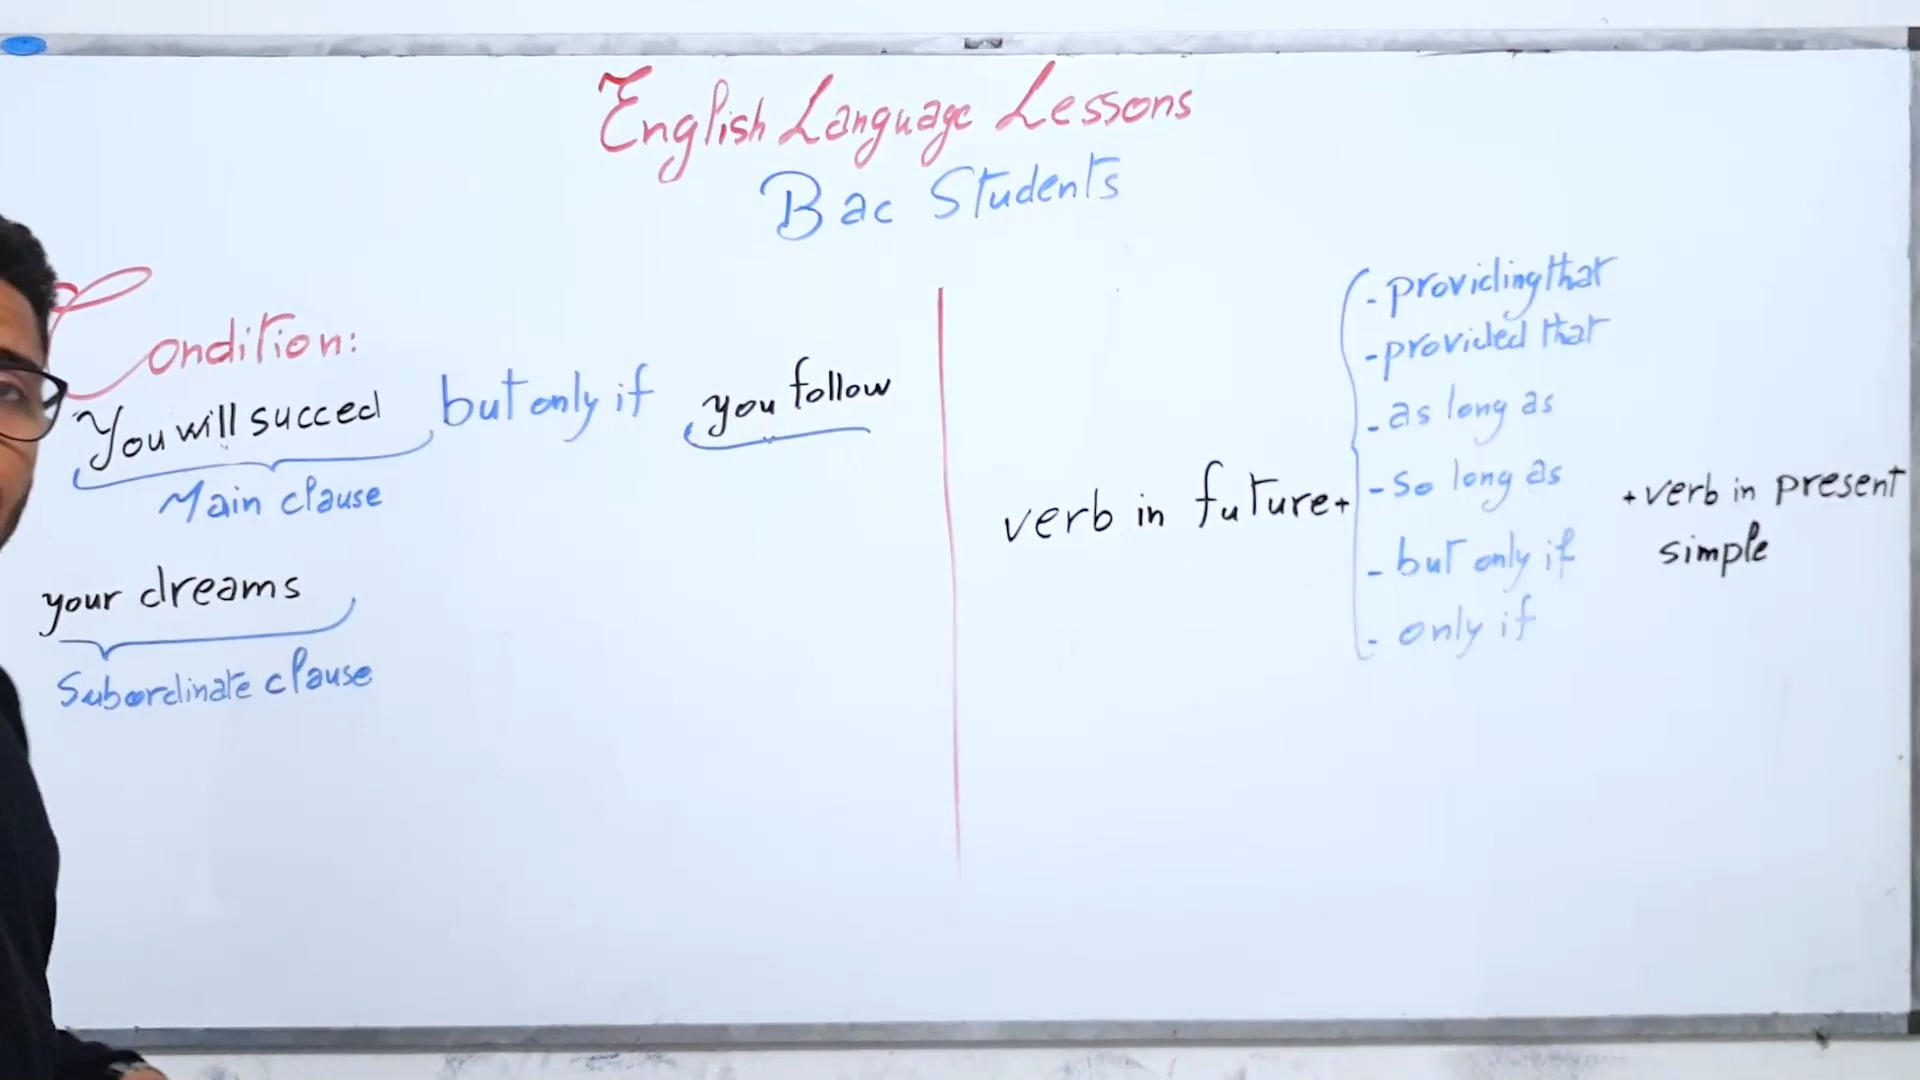 English Language Lessons
Bac Students
Condition:
You will succed but only if you follow
Main clause
your dreams
Subordinate clause
- providing that
- provided that
- as long as
verb in future + - so long as + verb in present
simple
- but only if
- only if